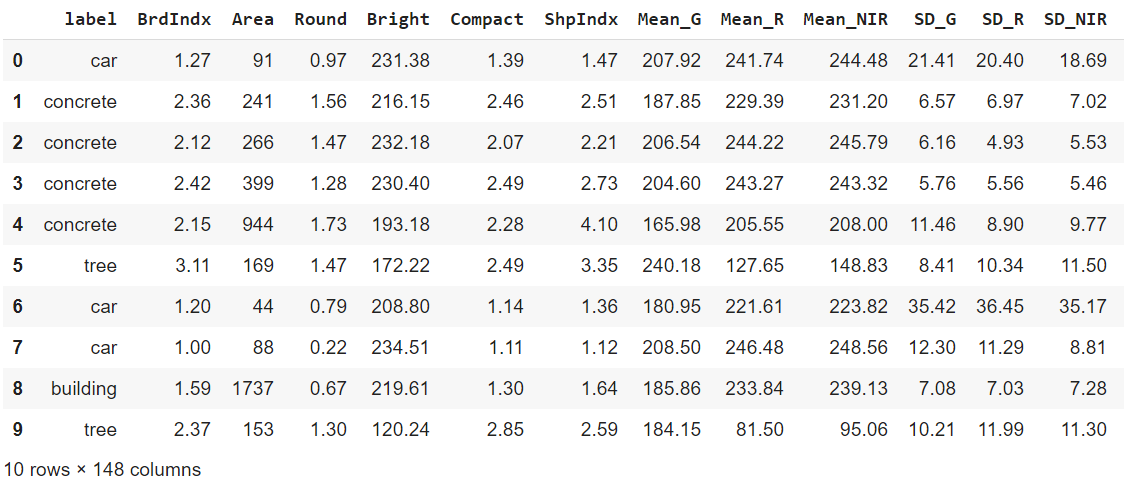 label BrdIndx Area Round Bright Compact ShpIndx Mean_G Mean_R Mean_NIR SD_G SD_R SD_NIR
0 car 1.27 91 0.97 231.38 1.39 1.47 207.92 241.74 244.48 21.41 20.40 18.69
1 concrete 2.36 241 1.56 216.15 2.46 2.51 187.85 229.39 231.20 6.57 6.97 7.02
2 concrete 2.12 266 1.47 232.18 2.07 2.21 206.54 244.22 245.79 6.16 4.93 5.53
3 concrete 2.42 399 1.28 230.40 2.49 2.73 204.60 243.27 243.32 5.76 5.56 5.46
4 concrete 2.15 944 1.73 193.18 2.28 4.10 165.98 205.55 208.00 11.46 8.90 9.77
5 tree 3.11 169 1.47 172.22 2.49 3.35 240.18 127.65 148.83 8.41 10.34 11.50
6 car 1.20 44 0.79 208.80 1.14 1.36 180.95 221.61 223.82 35.42 36.45 35.17
7 car 1.00 88 0.22 234.51 1.11 1.12 208.50 246.48 248.56 12.30 11.29 8.81
8 building 1.59 1737 0.67 219.61 1.30 1.64 185.86 233.84 239.13 7.08 7.03 7.28
9 tree 2.37 153 1.30 120.24 2.85 2.59 184.15 81.50 95.06 10.21 11.99 11.30
10 rows × 148 columns